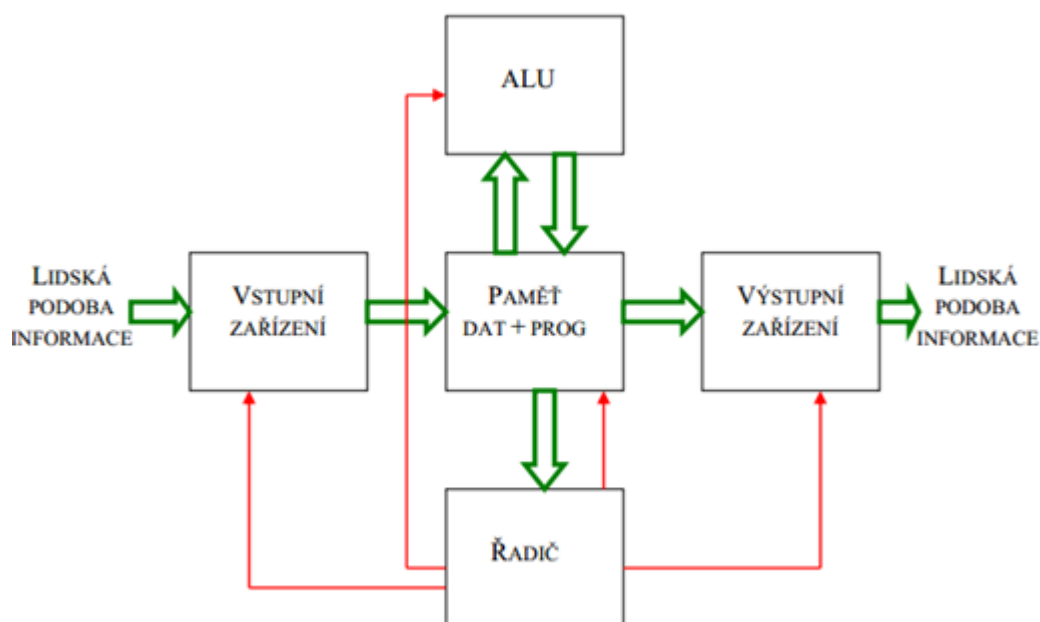 ALU
LIDSKÁ
PODOBA
INFORMACE
VSTUPNÍ
ZAŘÍZENÍ
PAMĚŤ
DAT + PROG
VÝSTUPNÍ
ZAŘÍZENÍ
LIDSKÁ
PODOBA
INFORMACE
ŘADIČ